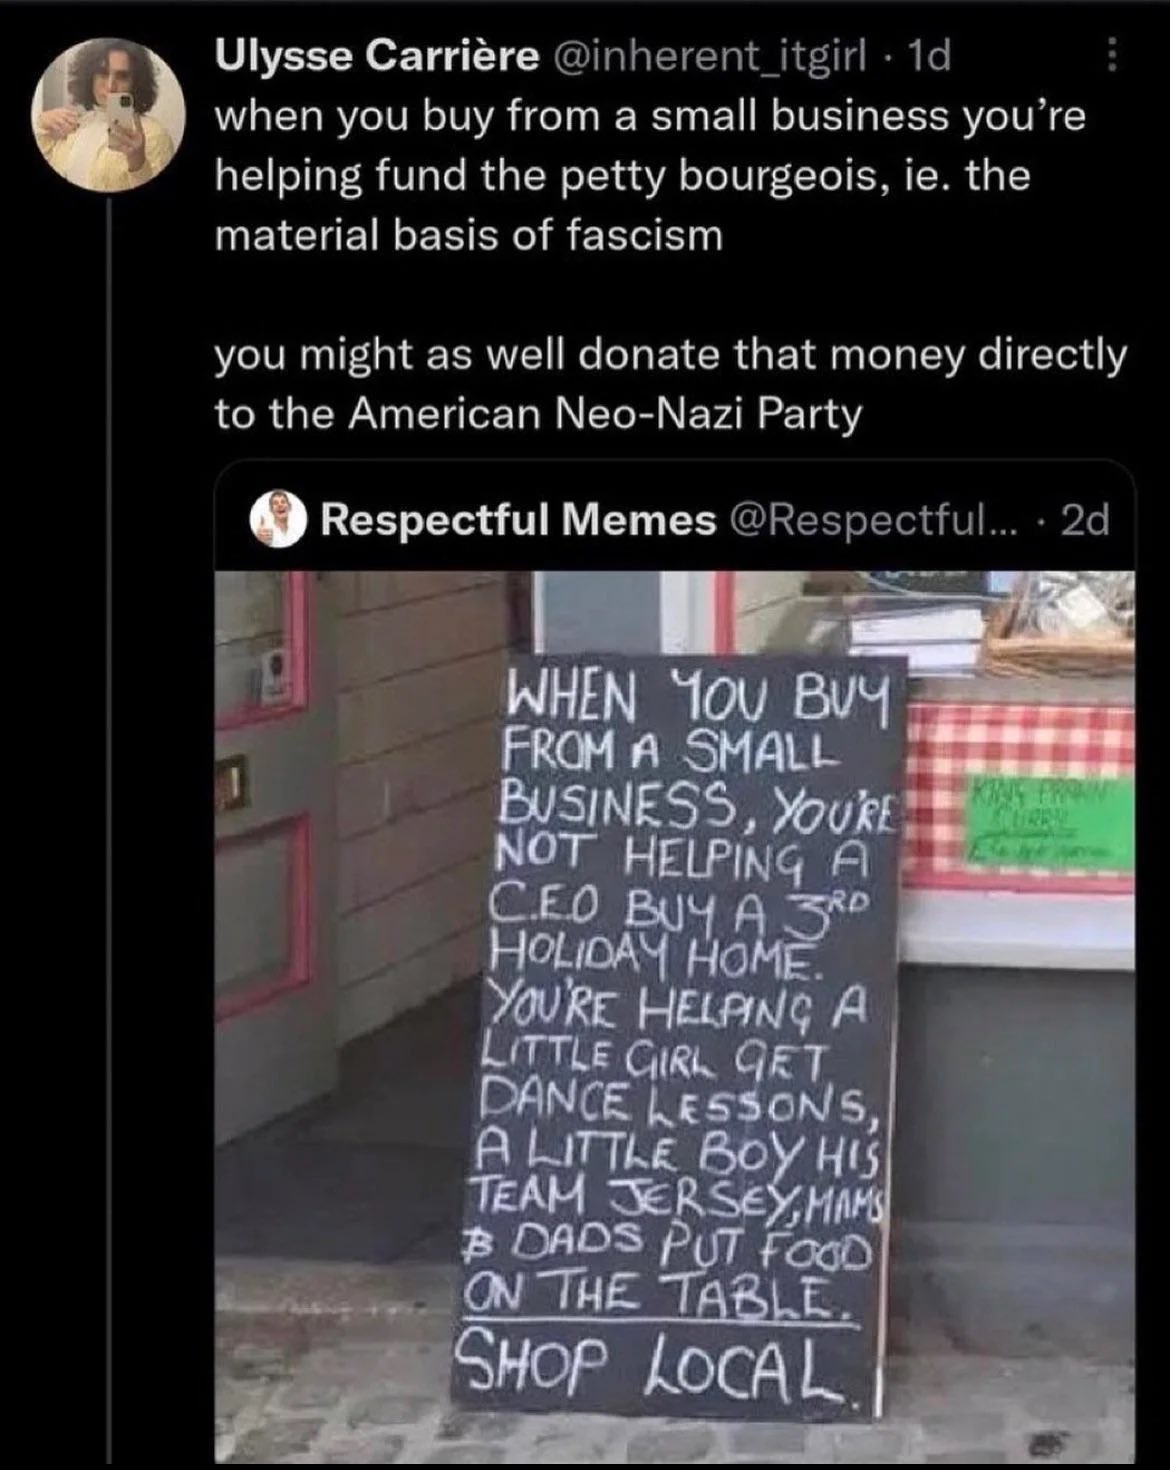 Ulysse Carrière @inherent_itgirl · 1d
when you buy from a small business you're
helping fund the petty bourgeois, ie. the
material basis of fascism
you might as well donate that money directly
to the American Neo-Nazi Party
Respectful Memes @Respectful... · 2d
WHEN YOU BUY
FROM A SMALL
BUSINESS, YOU'RE
NOT HELPING A
C.E.O BUY A 3RD
HOLIDAY HOME.
YOU'RE HELPING A
LITTLE GIRL GET
DANCE LESSONS,
A LITTLE BOY HIS
TEAM JERSEY, MAMS
& DADS PUT FOOD
ON THE TABLE.
SHOP LOCAL.
KING PRAWN
CURRY